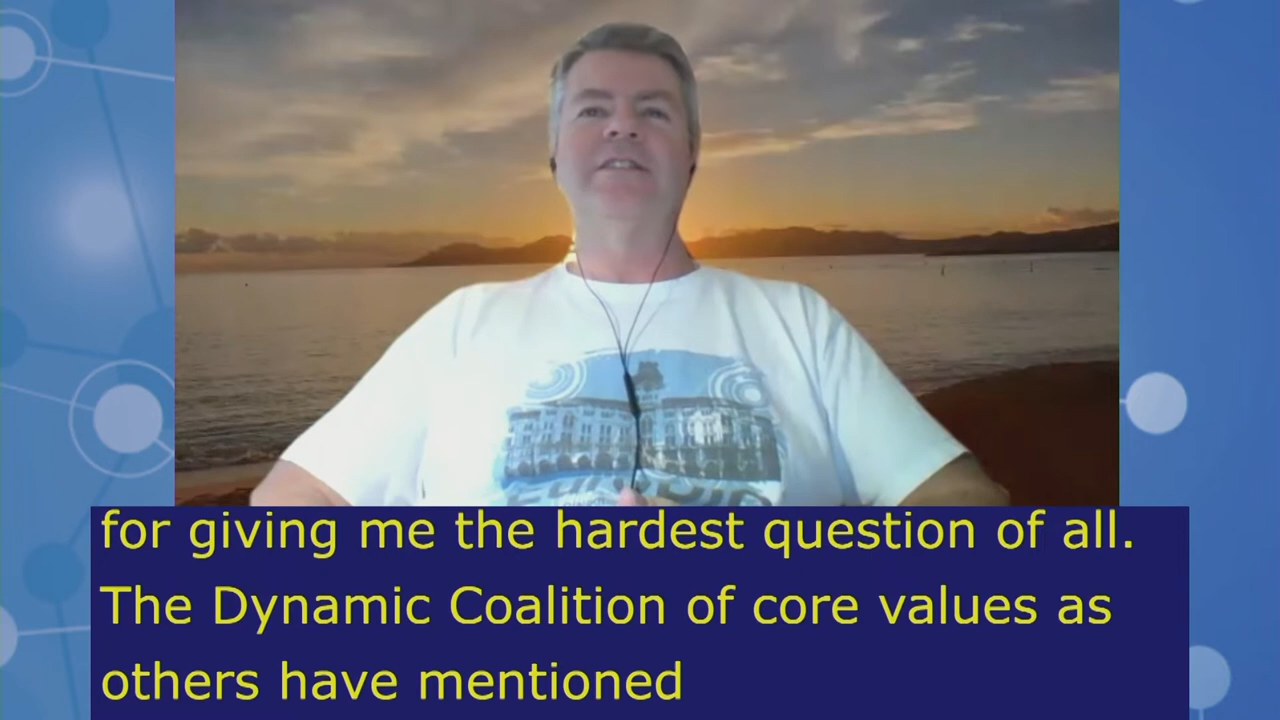 for giving me the hardest question of all.
The Dynamic Coalition of core values as
others have mentioned